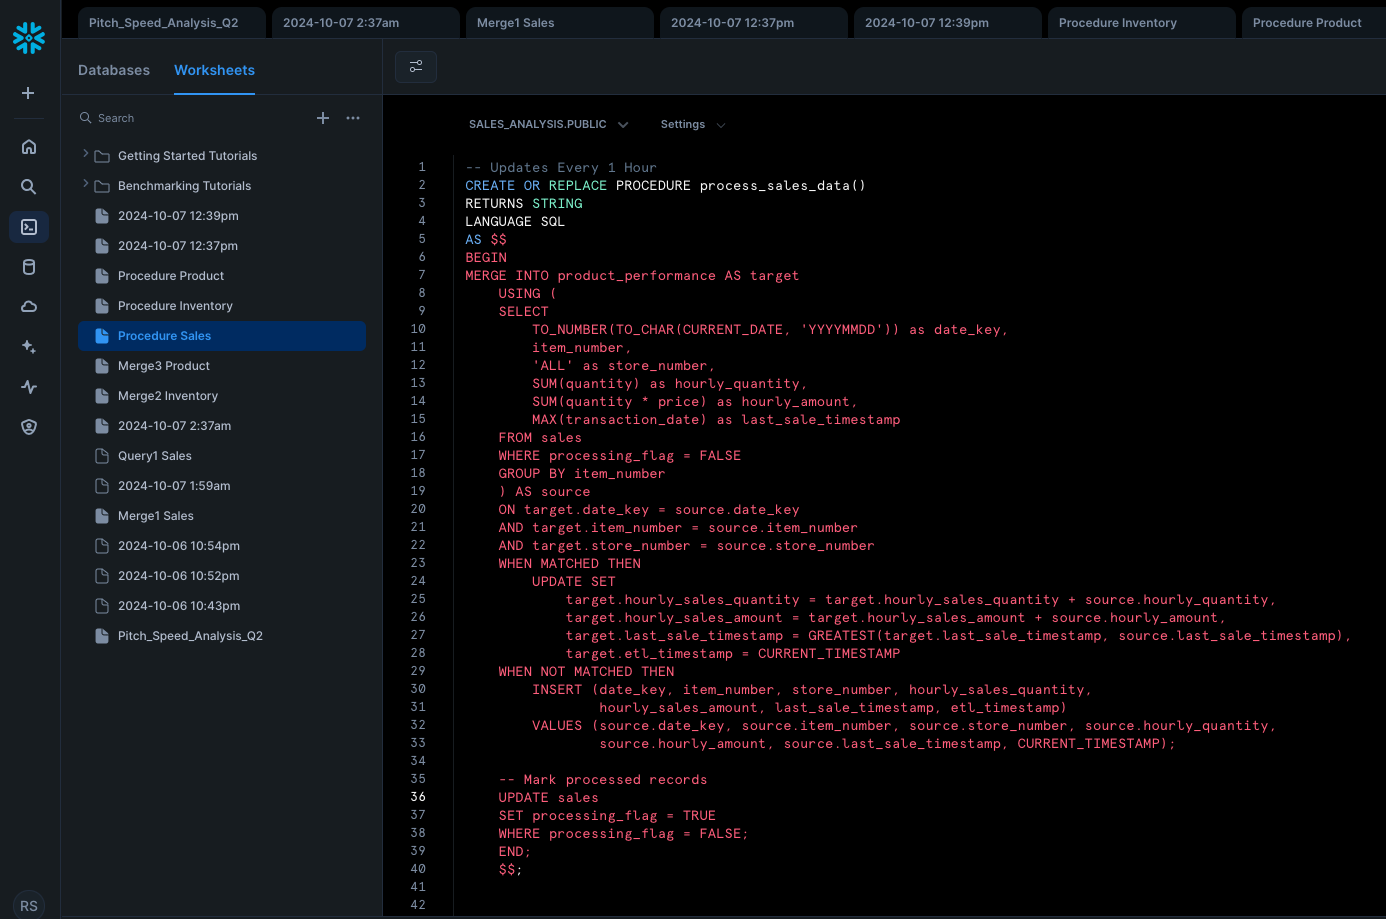 Pitch_Speed_Analysis_Q2
2024-10-07 2:37am
Merge1 Sales
2024-10-07 12:37pm
2024-10-07 12:39pm
Procedure Inventory
Procedure Product
Databases
Worksheets
Search
Getting Started Tutorials
Benchmarking Tutorials
2024-10-07 12:39pm
2024-10-07 12:37pm
Procedure Product
Procedure Inventory
Procedure Sales
Merge3 Product
Merge2 Inventory
2024-10-07 2:37am
Query1 Sales
2024-10-07 1:59am
Merge1 Sales
2024-10-06 10:54pm
2024-10-06 10:52pm
2024-10-06 10:43pm
Pitch_Speed_Analysis_Q2
RS
SALES_ANALYSIS.PUBLIC
Settings
1 -- Updates Every 1 Hour
2 CREATE OR REPLACE PROCEDURE process_sales_data()
3 RETURNS STRING
4 LANGUAGE SQL
5 AS $$
6 BEGIN
7 MERGE INTO product_performance AS target
8 USING (
9 SELECT
10 TO_NUMBER(TO_CHAR(CURRENT_DATE, 'YYYYMMDD')) as date_key,
11 item_number,
12 'ALL' as store_number,
13 SUM(quantity) as hourly_quantity,
14 SUM(quantity * price) as hourly_amount,
15 MAX(transaction_date) as last_sale_timestamp
16 FROM sales
17 WHERE processing_flag = FALSE
18 GROUP BY item_number
19 ) AS source
20 ON target.date_key = source.date_key
21 AND target.item_number = source.item_number
22 AND target.store_number = source.store_number
23 WHEN MATCHED THEN
24 UPDATE SET
25 target.hourly_sales_quantity = target.hourly_sales_quantity + source.hourly_quantity,
26 target.hourly_sales_amount = target.hourly_sales_amount + source.hourly_amount,
27 target.last_sale_timestamp = GREATEST(target.last_sale_timestamp, source.last_sale_timestamp),
28 target.etl_timestamp = CURRENT_TIMESTAMP
29 WHEN NOT MATCHED THEN
30 INSERT (date_key, item_number, store_number, hourly_sales_quantity,
31 hourly_sales_amount, last_sale_timestamp, etl_timestamp)
32 VALUES (source.date_key, source.item_number, source.store_number, source.hourly_quantity,
33 source.hourly_amount, source.last_sale_timestamp, CURRENT_TIMESTAMP);
34
35 -- Mark processed records
36 UPDATE sales
37 SET processing_flag = TRUE
38 WHERE processing_flag = FALSE;
39 END;
40 $$;
41
42